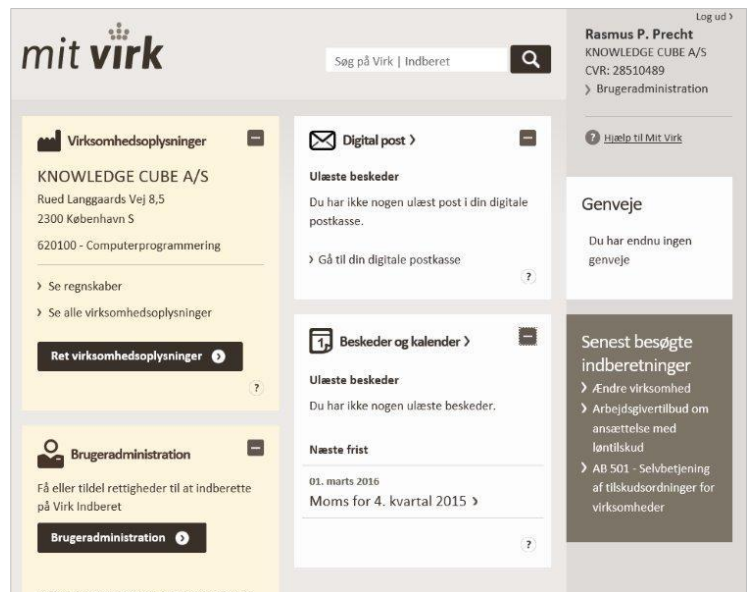 mit virk
Søg på Virk | Indberet
Log ud >
Rasmus P. Precht
KNOWLEDGE CUBE A/S
CVR: 28510489
> Brugeradministration
? Hjælp til Mit Virk
Virksomhedsoplysninger
KNOWLEDGE CUBE A/S
Rued Langgaards Vej 8,5
2300 København S
620100 - Computerprogrammering
> Se regnskaber
> Se alle virksomhedsoplysninger
Ret virksomhedsoplysninger >
?
Brugeradministration
Få eller tildel rettigheder til at indberette
på Virk Indberet
Brugeradministration >
Digital post >
Ulæste beskeder
Du har ikke nogen ulæst post i din digitale
postkasse.
> Gå til din digitale postkasse
?
1
Beskeder og kalender >
Ulæste beskeder
Du har ikke nogen ulæste beskeder.
Næste frist
01. marts 2016
Moms for 4. kvartal 2015 >
?
Genveje
Du har endnu ingen
genveje
Senest besøgte
indberetninger
> Ændre virksomhed
> Arbejdsgivertilbud om
ansættelse med
løntilskud
> AB 501 - Selvbetjening
af tilskudsordninger for
virksomheder